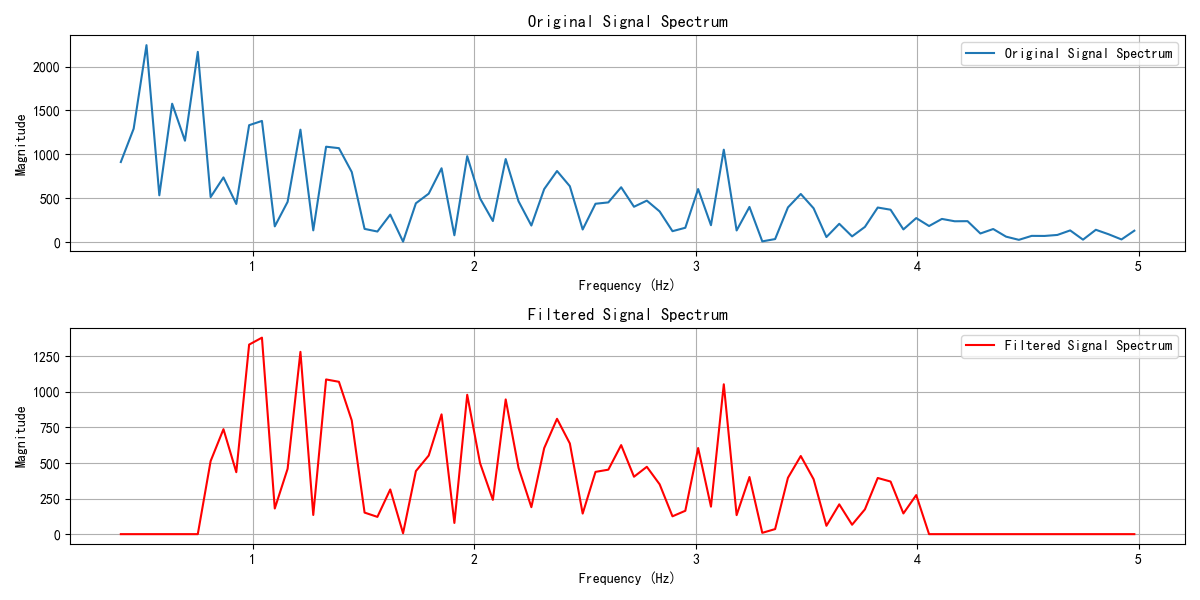 Original Signal Spectrum
Original Signal Spectrum
Magnitude
2000
1500
1000
500
0
1 2 3 4 5
Frequency (Hz)
Filtered Signal Spectrum
Filtered Signal Spectrum
Magnitude
1250
1000
750
500
250
0
1 2 3 4 5
Frequency (Hz)